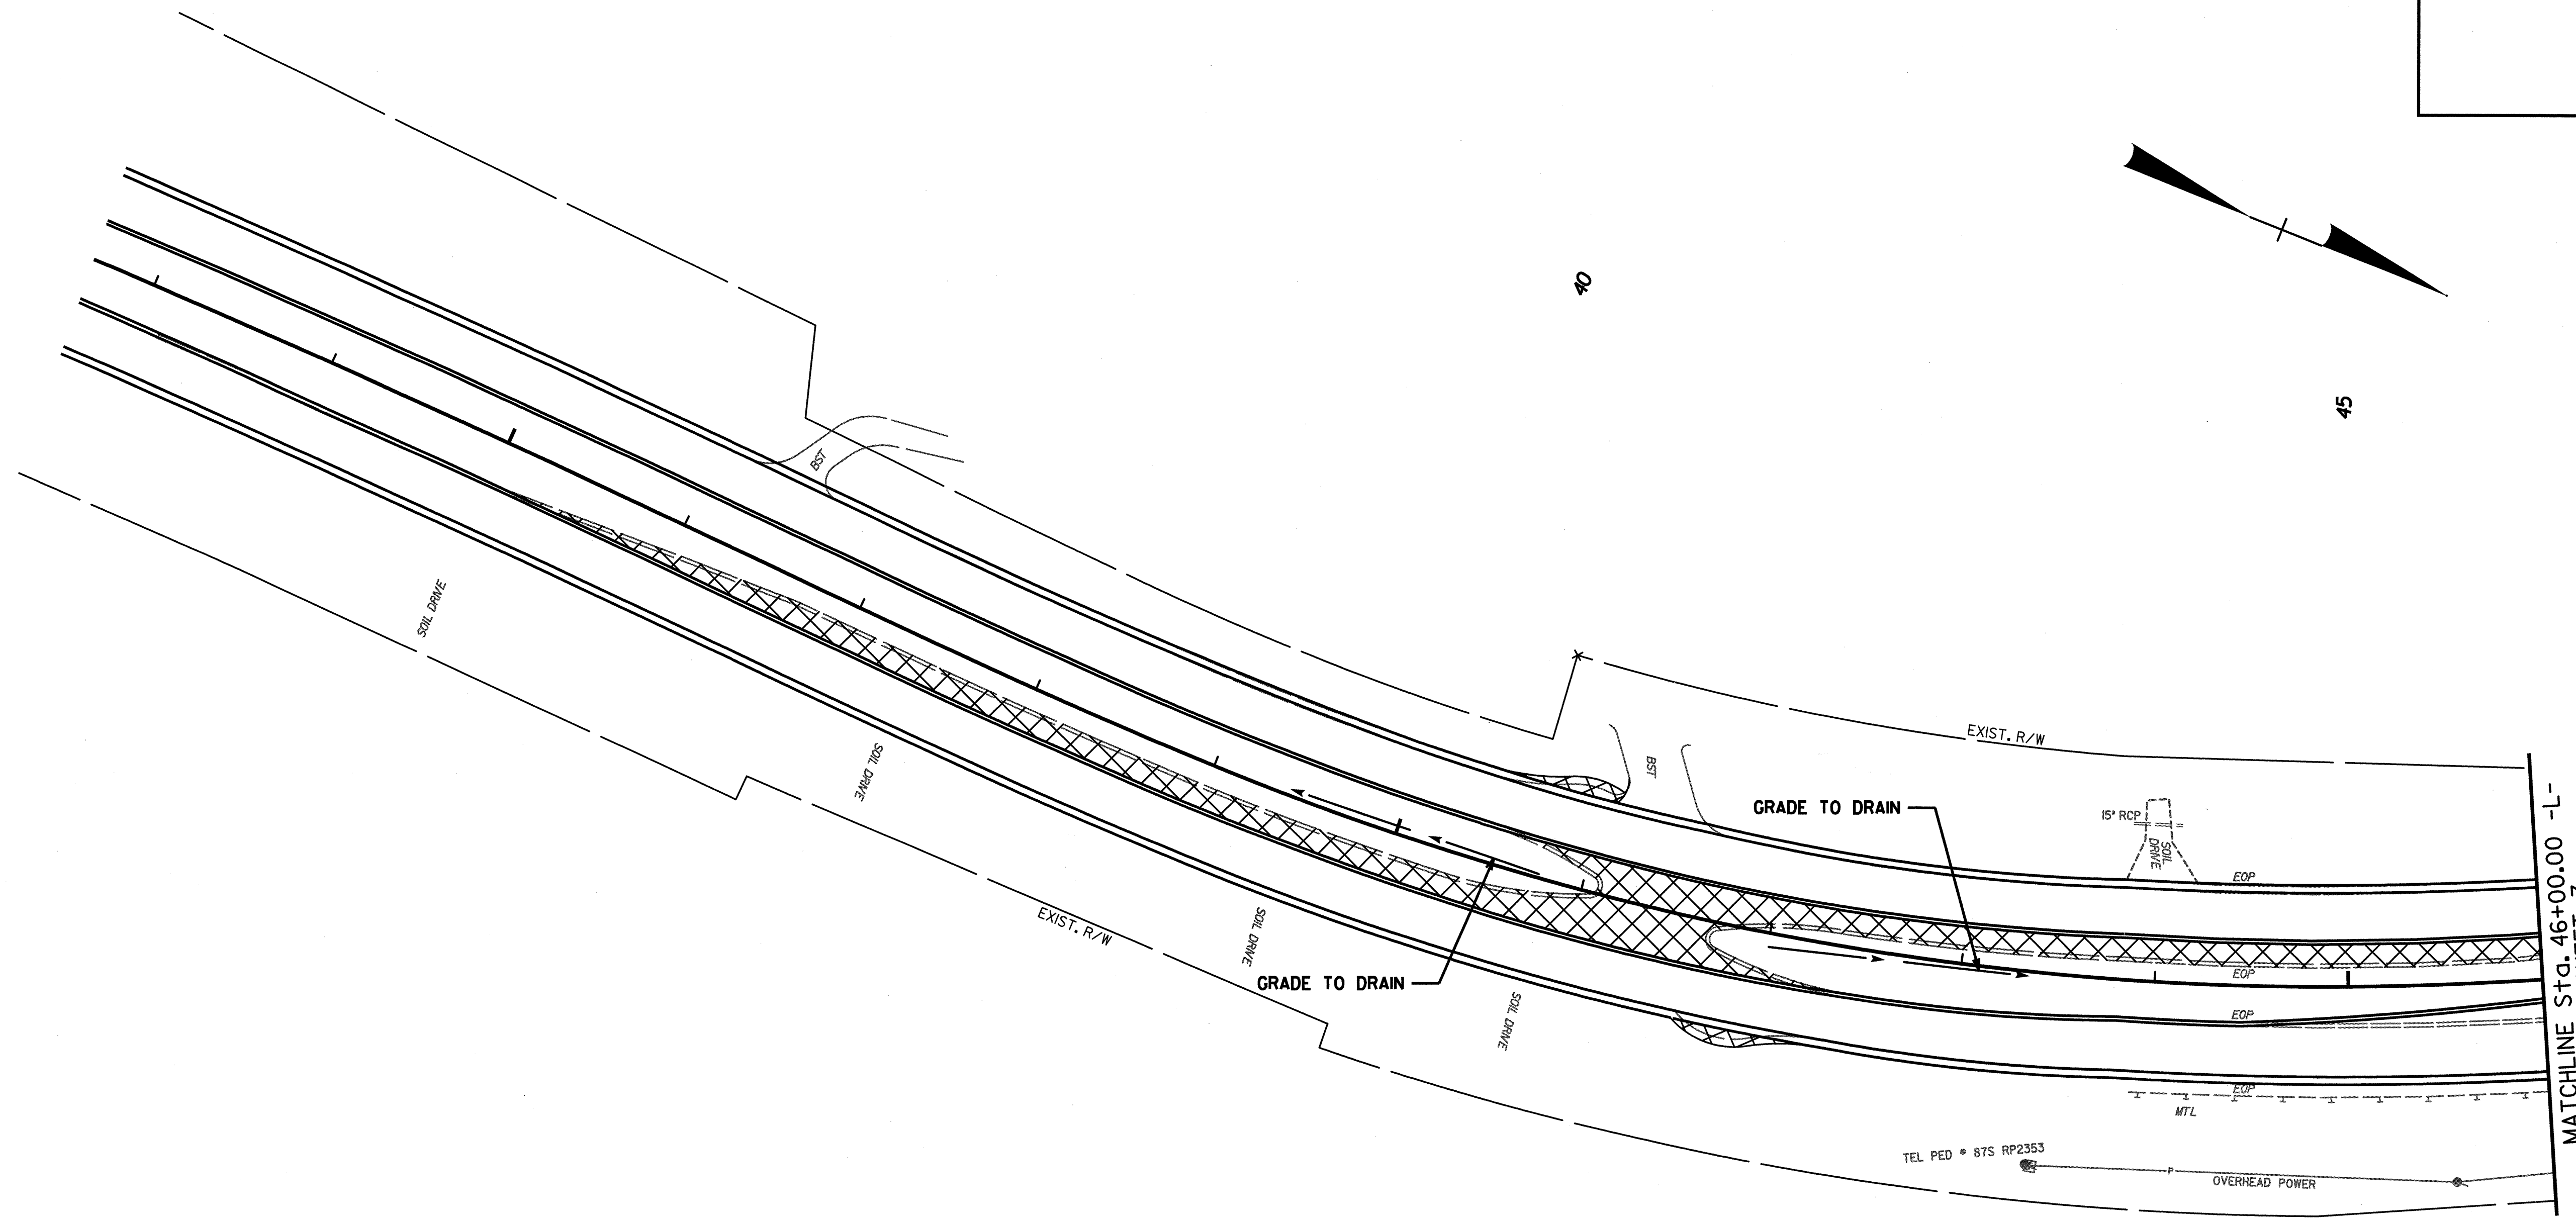 40
45
BST
SOIL DRIVE
EXIST. R/W
BST
SOIL DRIVE
GRADE TO DRAIN
15" RCP
SOIL
DRIVE
EOP
EXIST. R/W
SOIL DRIVE
GRADE TO DRAIN
SOIL DRIVE
EOP
EOP
EOP
MTL
TEL PED # 87S RP2353
P
OVERHEAD POWER
MATCHLINE Sta. 46+00.00 -L-